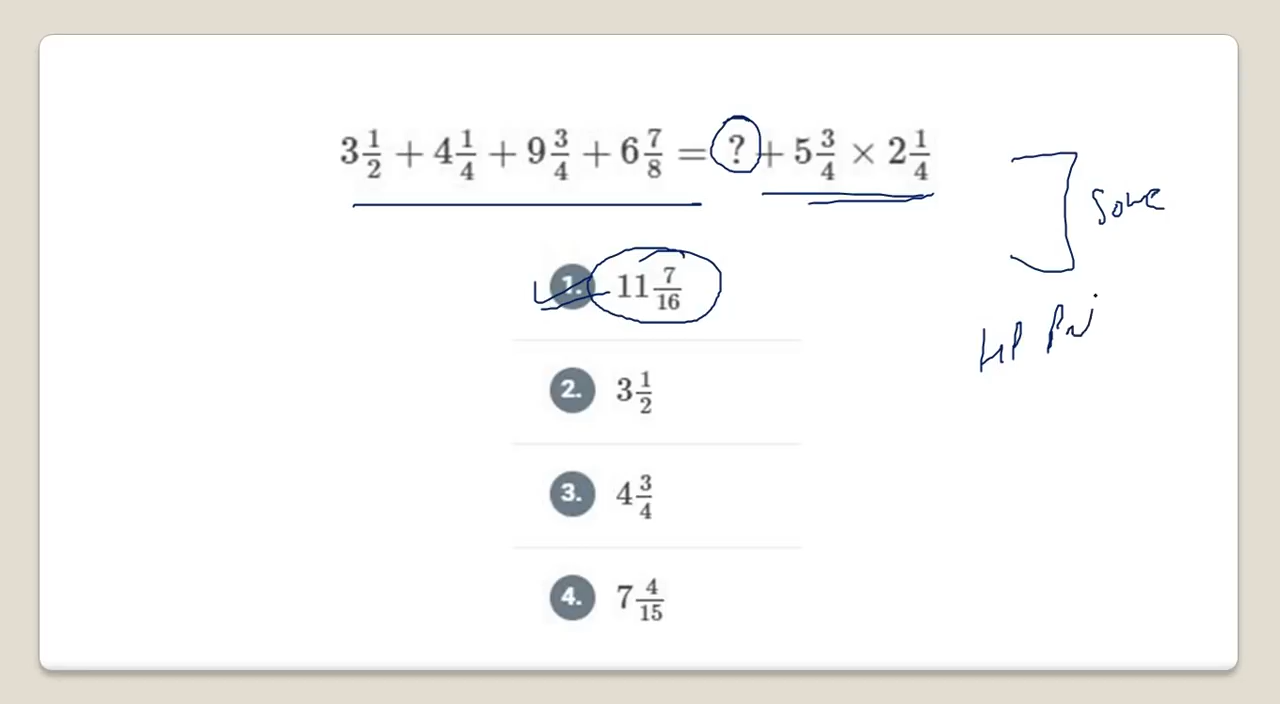 3 1/2 + 4 1/4 + 9 3/4 + 6 7/8 = ? + 5 3/4 × 2 1/4
1. 11 7/16
2. 3 1/2
3. 4 3/4
4. 7 4/15